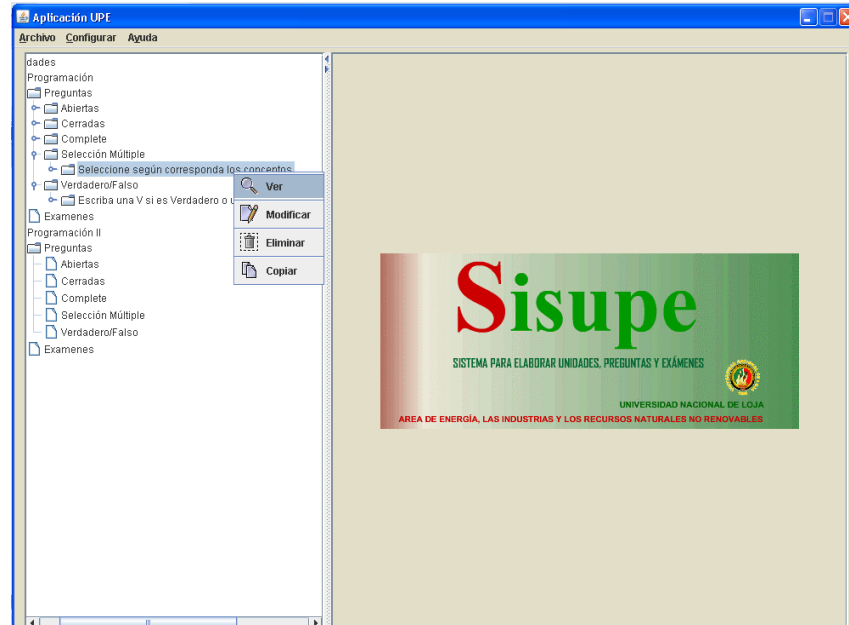 Aplicación UPE
Archivo Configurar Ayuda
dades
Programación
Preguntas
Abiertas
Cerradas
Complete
Selección Múltiple
Seleccione según corresponda los conceptos
Verdadero/Falso
Escriba una V si es Verdadero o u
Examenes
Programación II
Preguntas
Abiertas
Cerradas
Complete
Selección Múltiple
Verdadero/Falso
Examenes
Ver
Modificar
Eliminar
Copiar
Sisupe
SISTEMA PARA ELABORAR UNIDADES, PREGUNTAS Y EXÁMENES
UNIVERSIDAD NACIONAL DE LOJA
AREA DE ENERGÍA, LAS INDUSTRIAS Y LOS RECURSOS NATURALES NO RENOVABLES